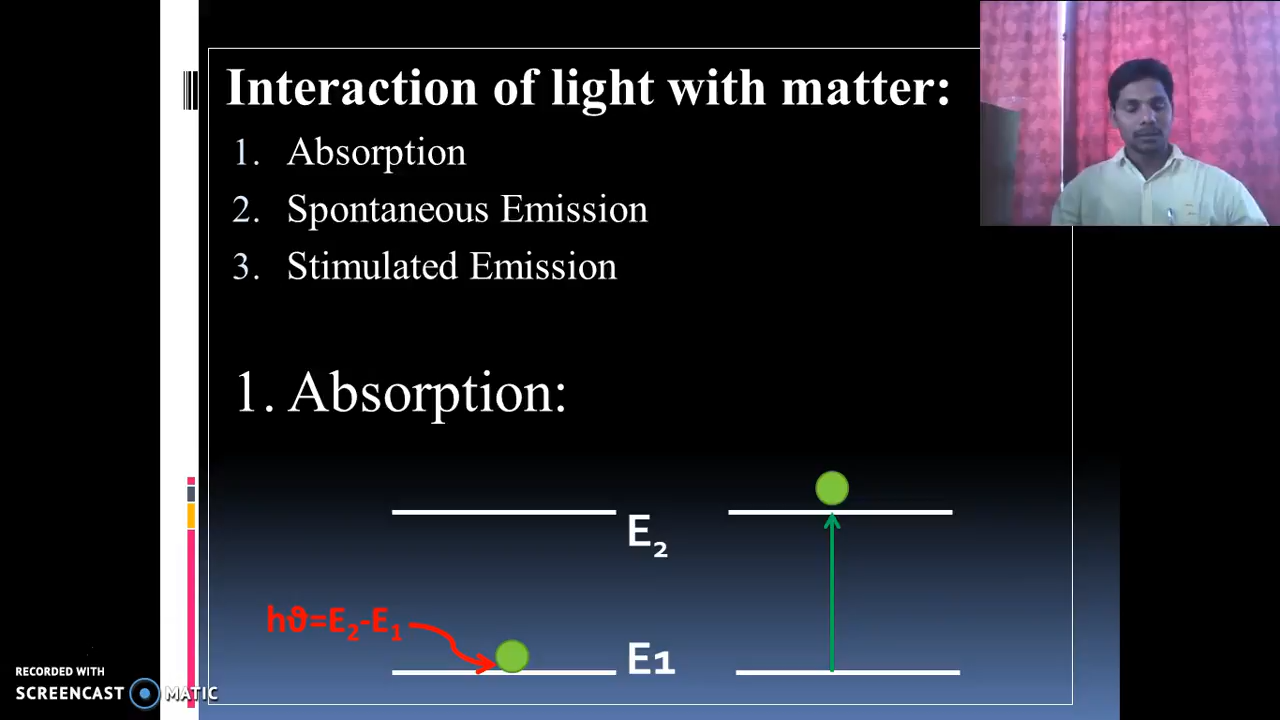 Interaction of light with matter:
1. Absorption
2. Spontaneous Emission
3. Stimulated Emission
1. Absorption:
E₂
hϑ=E₂-E₁
E1
RECORDED WITH
SCREENCAST MATIC